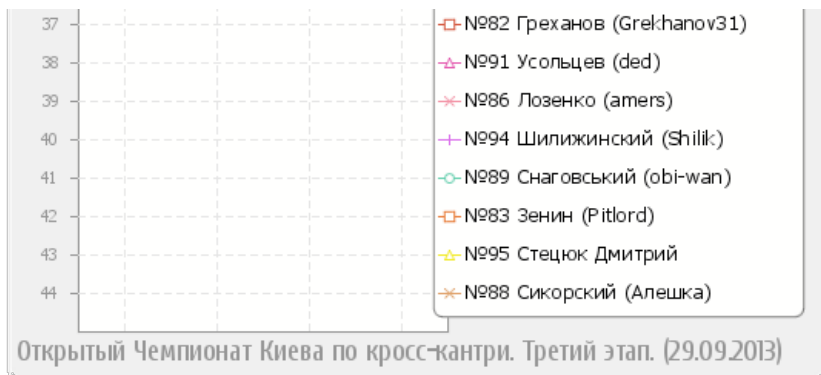 37 №82 Греханов (Grekhanov31)
38 №91 Усольцев (ded)
39 №86 Лозенко (amers)
40 №94 Шилижинский (Shilik)
41 №89 Снаговський (obi-wan)
42 №83 Зенин (Pitlord)
43 №95 Стецюк Дмитрий
44 №88 Сикорский (Алешка)
Открытый Чемпионат Киева по кросс-кантри. Третий этап. (29.09.2013)